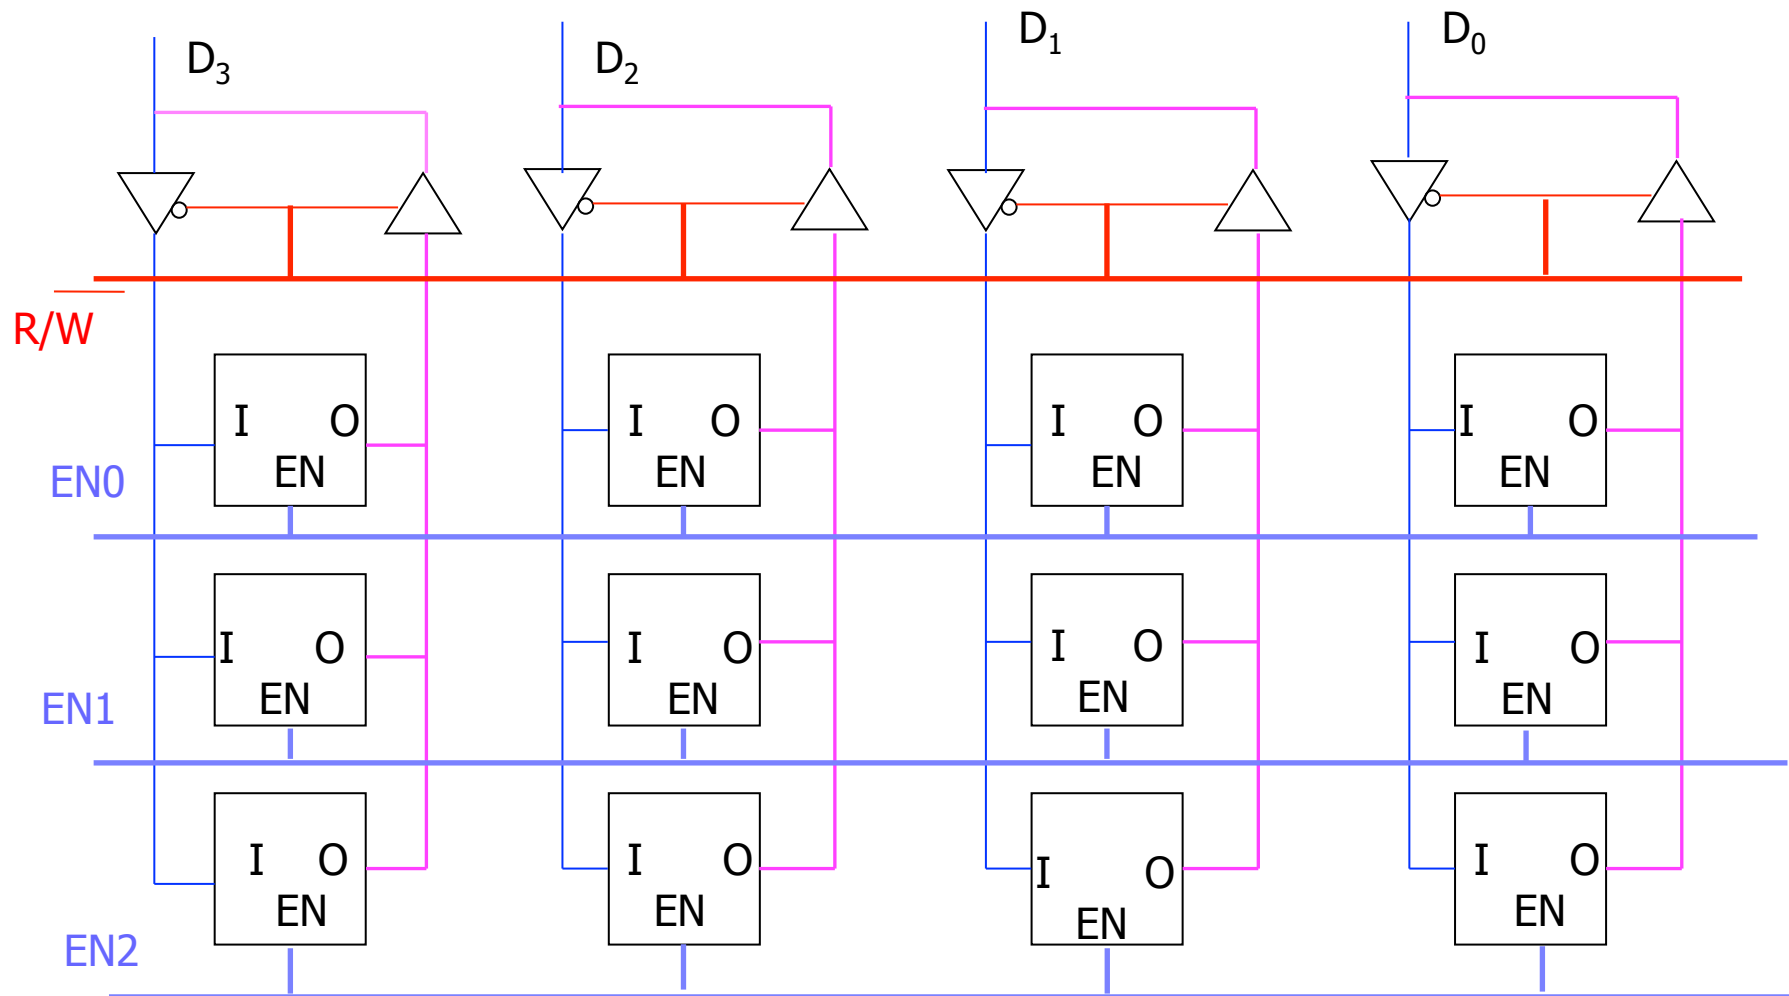 D₃ D₂ D₁ D₀
R/W
I O I O I O I O
EN EN EN EN
EN0
I O I O I O I O
EN EN EN EN
EN1
I O I O I O I O
EN EN EN EN
EN2